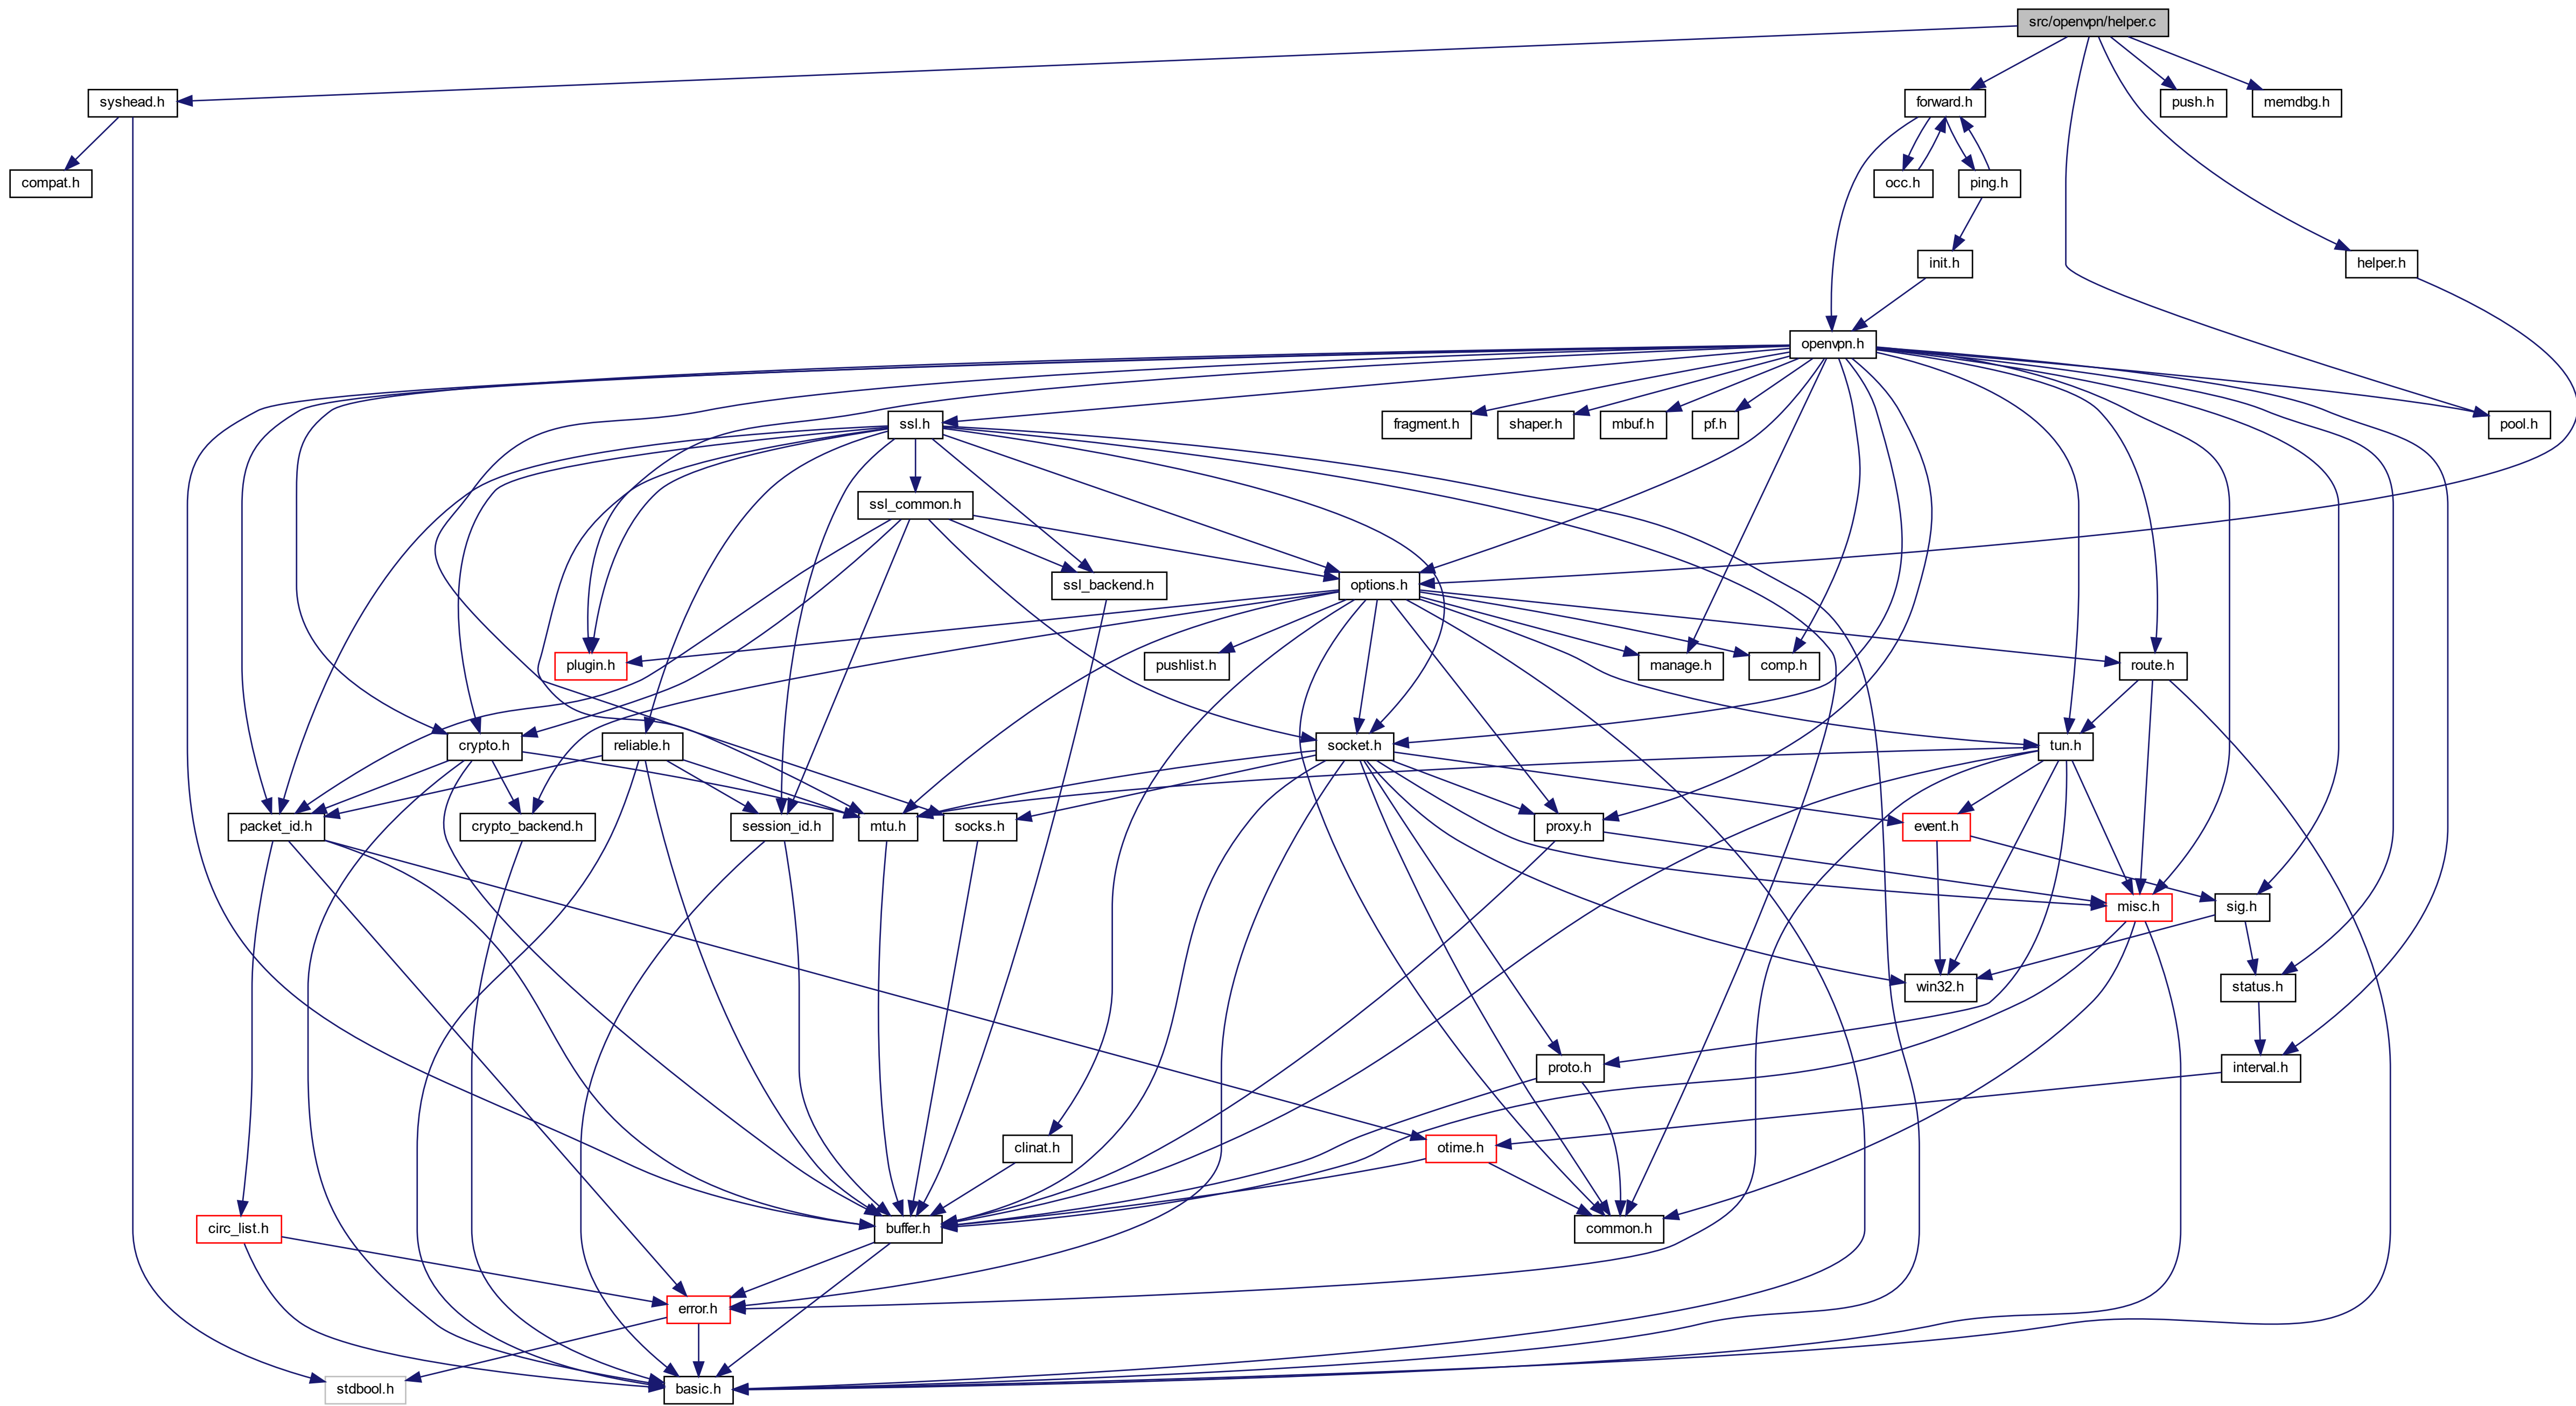 src/openvpn/helper.c
syshead.h
forward.h
push.h
memdbg.h
compat.h
occ.h
ping.h
init.h
helper.h
openvpn.h
ssl.h
fragment.h
shaper.h
mbuf.h
pf.h
pool.h
ssl_common.h
ssl_backend.h
options.h
plugin.h
pushlist.h
manage.h
comp.h
route.h
crypto.h
reliable.h
socket.h
tun.h
packet_id.h
crypto_backend.h
session_id.h
mtu.h
socks.h
proxy.h
event.h
misc.h
sig.h
win32.h
status.h
proto.h
interval.h
clinat.h
otime.h
circ_list.h
buffer.h
common.h
error.h
stdbool.h
basic.h